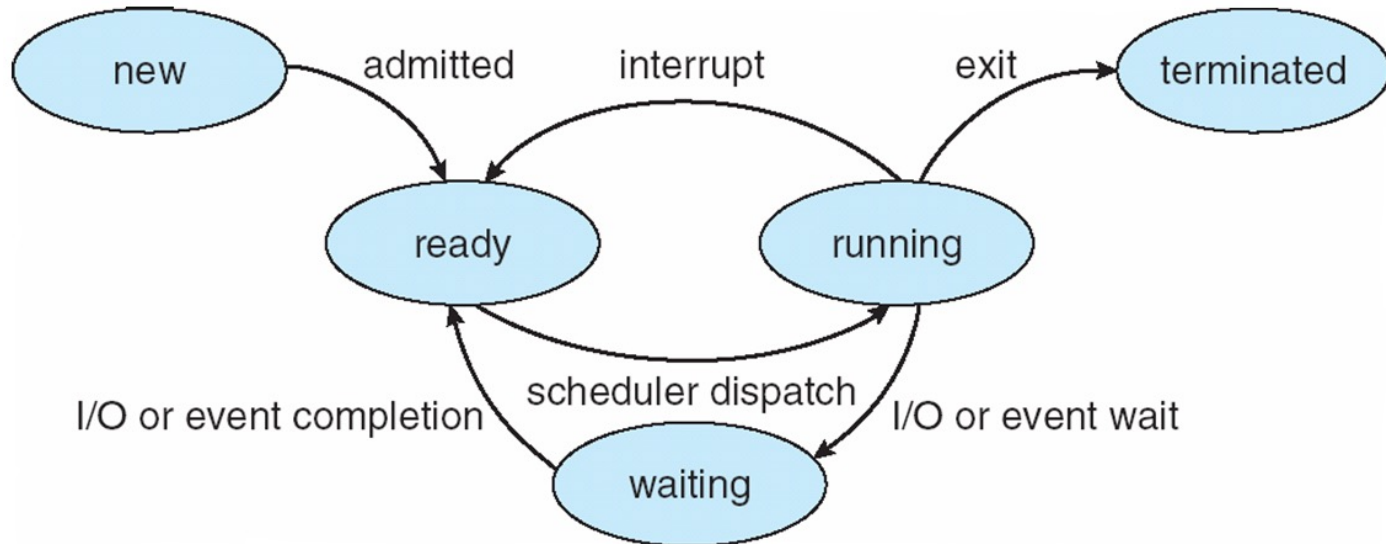 new
admitted
interrupt
exit
terminated
ready
running
scheduler dispatch
I/O or event completion
I/O or event wait
waiting